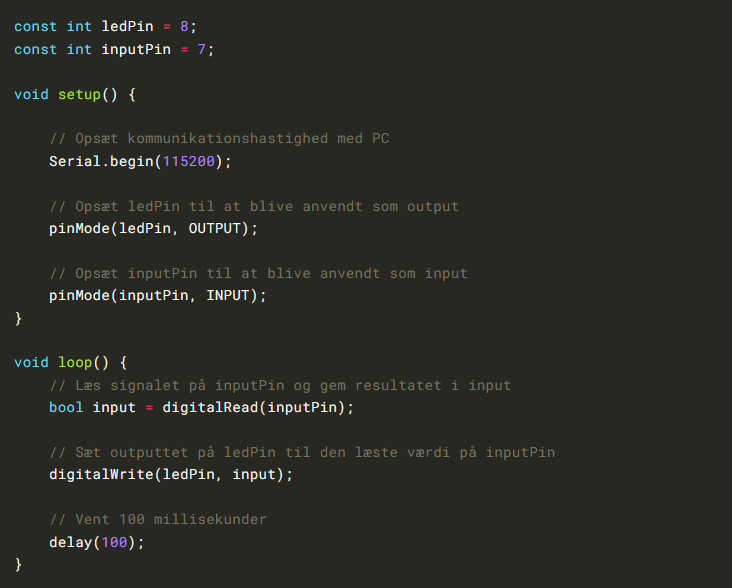 const int ledPin = 8;
const int inputPin = 7;

void setup() {

    // Opsæt kommunikationshastighed med PC
    Serial.begin(115200);

    // Opsæt ledPin til at blive anvendt som output
    pinMode(ledPin, OUTPUT);

    // Opsæt inputPin til at blive anvendt som input
    pinMode(inputPin, INPUT);
}

void loop() {
    // Læs signalet på inputPin og gem resultatet i input
    bool input = digitalRead(inputPin);

    // Sæt outputtet på ledPin til den læste værdi på inputPin
    digitalWrite(ledPin, input);

    // Vent 100 millisekunder
    delay(100);
}